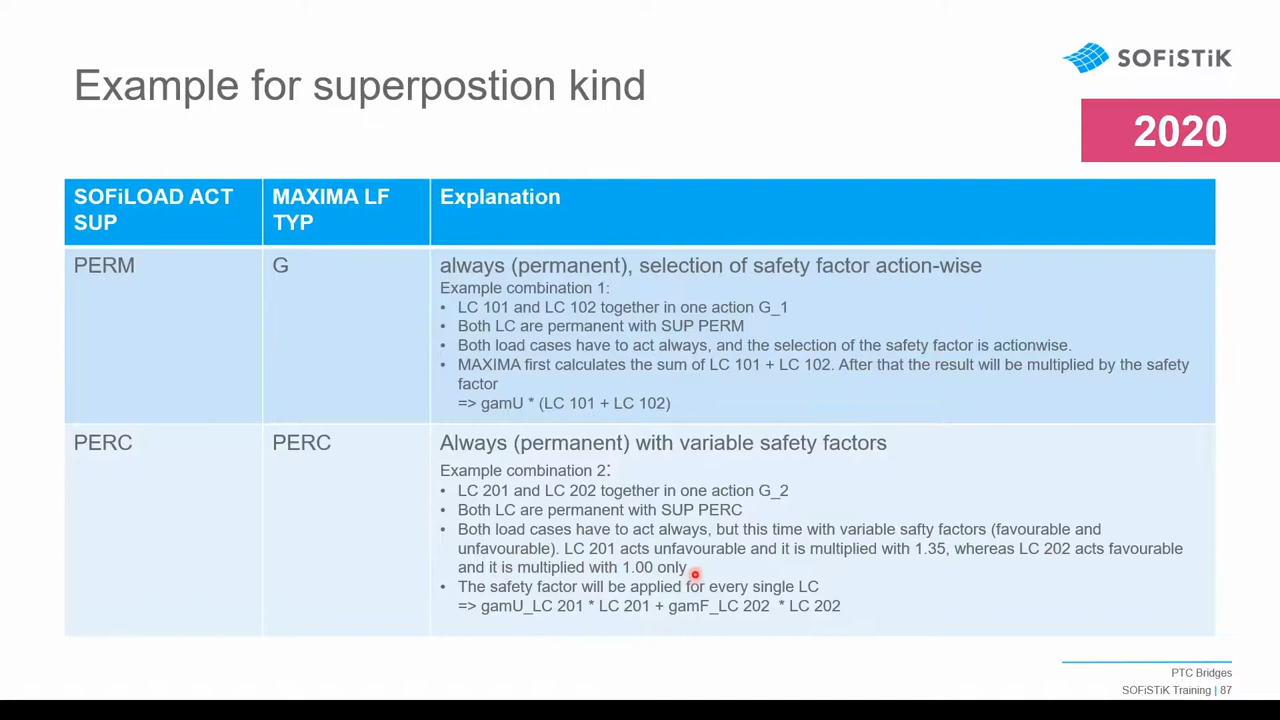 SOFiSTiK
Example for superpostion kind
2020
SOFiLOAD ACT
SUP
MAXIMA LF
TYP
Explanation
PERM
G
always (permanent), selection of safety factor action-wise
Example combination 1:
• LC 101 and LC 102 together in one action G_1
• Both LC are permanent with SUP PERM
• Both load cases have to act always, and the selection of the safety factor is actionwise.
• MAXIMA first calculates the sum of LC 101 + LC 102. After that the result will be multiplied by the safety
factor
=> gamU * (LC 101 + LC 102)
PERC
PERC
Always (permanent) with variable safety factors
Example combination 2:
• LC 201 and LC 202 together in one action G_2
• Both LC are permanent with SUP PERC
• Both load cases have to act always, but this time with variable safty factors (favourable and
unfavourable). LC 201 acts unfavourable and it is multiplied with 1.35, whereas LC 202 acts favourable
and it is multiplied with 1.00 only
• The safety factor will be applied for every single LC
=> gamU_LC 201 * LC 201 + gamF_LC 202 * LC 202
PTC Bridges
SOFiSTiK Training | 87